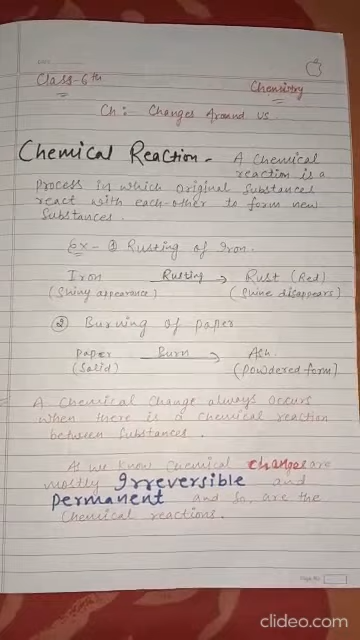 Date
Class-6th Chemistry
Ch:- Changes Around us
Chemical Reaction - A Chemical
reaction is a
process in which original substances
react with each-other to form new
substances.
Ex- ① Rusting of Iron.
Iron Rusting → Rust (Red)
(Shiny appearance) (Shine disappears)
② Burning of paper
paper Burn → Ash
(Solid) (Powdered form)
A Chemical Change always occurs
when there is a chemical reaction
between substances.
As we know chemical changes are
mostly Irreversible and
permanent and so, are the
Chemical reactions.
Page No.
clideo.com